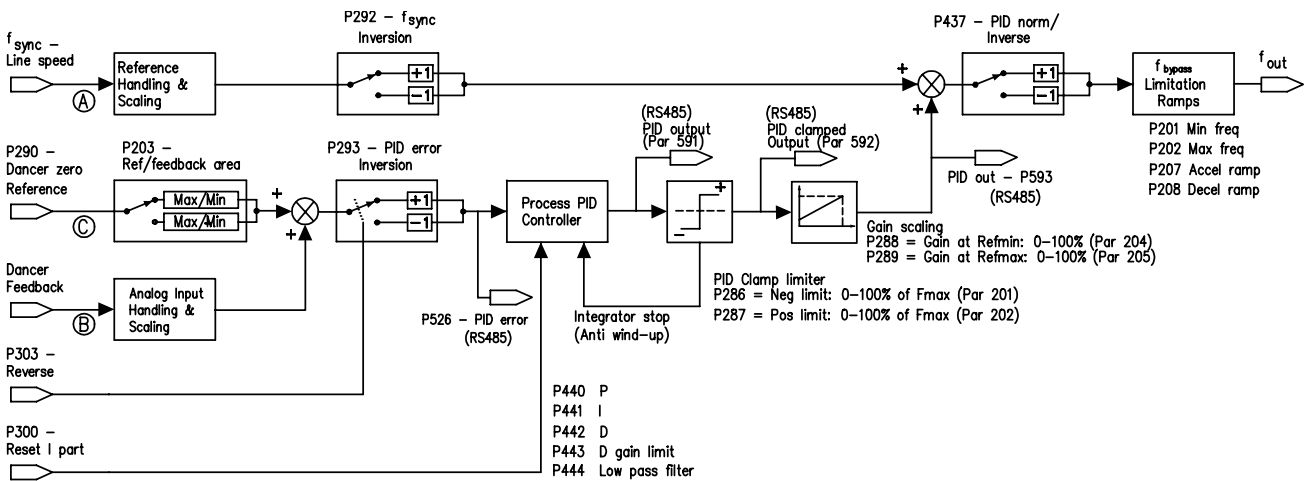 f sync –
Line speed
A
Reference
Handling &
Scaling
P292 – fsync
Inversion
+1
−1
+
+
P437 – PID norm/
Inverse
+1
−1
f bypass
Limitation
Ramps
f out
P201 Min freq
P202 Max freq
P207 Accel ramp
P208 Decel ramp
P290 –
Dancer zero
Reference
C
P203 –
Ref/feedback area
Max/Min
Max/-Min
+
+
P293 – PID error
Inversion
+1
−1
Process PID
Controller
(RS485)
PID output
(Par 591)
+
−
(RS485)
PID clamped
Output (Par 592)
PID out – P593
(RS485)
Gain scaling
P288 = Gain at Refmin: 0–100% (Par 204)
P289 = Gain at Refmax: 0–100% (Par 205)
Dancer
Feedback
B
Analog Input
Handling &
Scaling
P526 – PID error
(RS485)
Integrator stop
(Anti wind–up)
PID Clamp limiter
P286 = Neg limit: 0–100% of Fmax (Par 201)
P287 = Pos limit: 0–100% of Fmax (Par 202)
P303 –
Reverse
P300 –
Reset I part
P440 P
P441 I
P442 D
P443 D gain limit
P444 Low pass filter